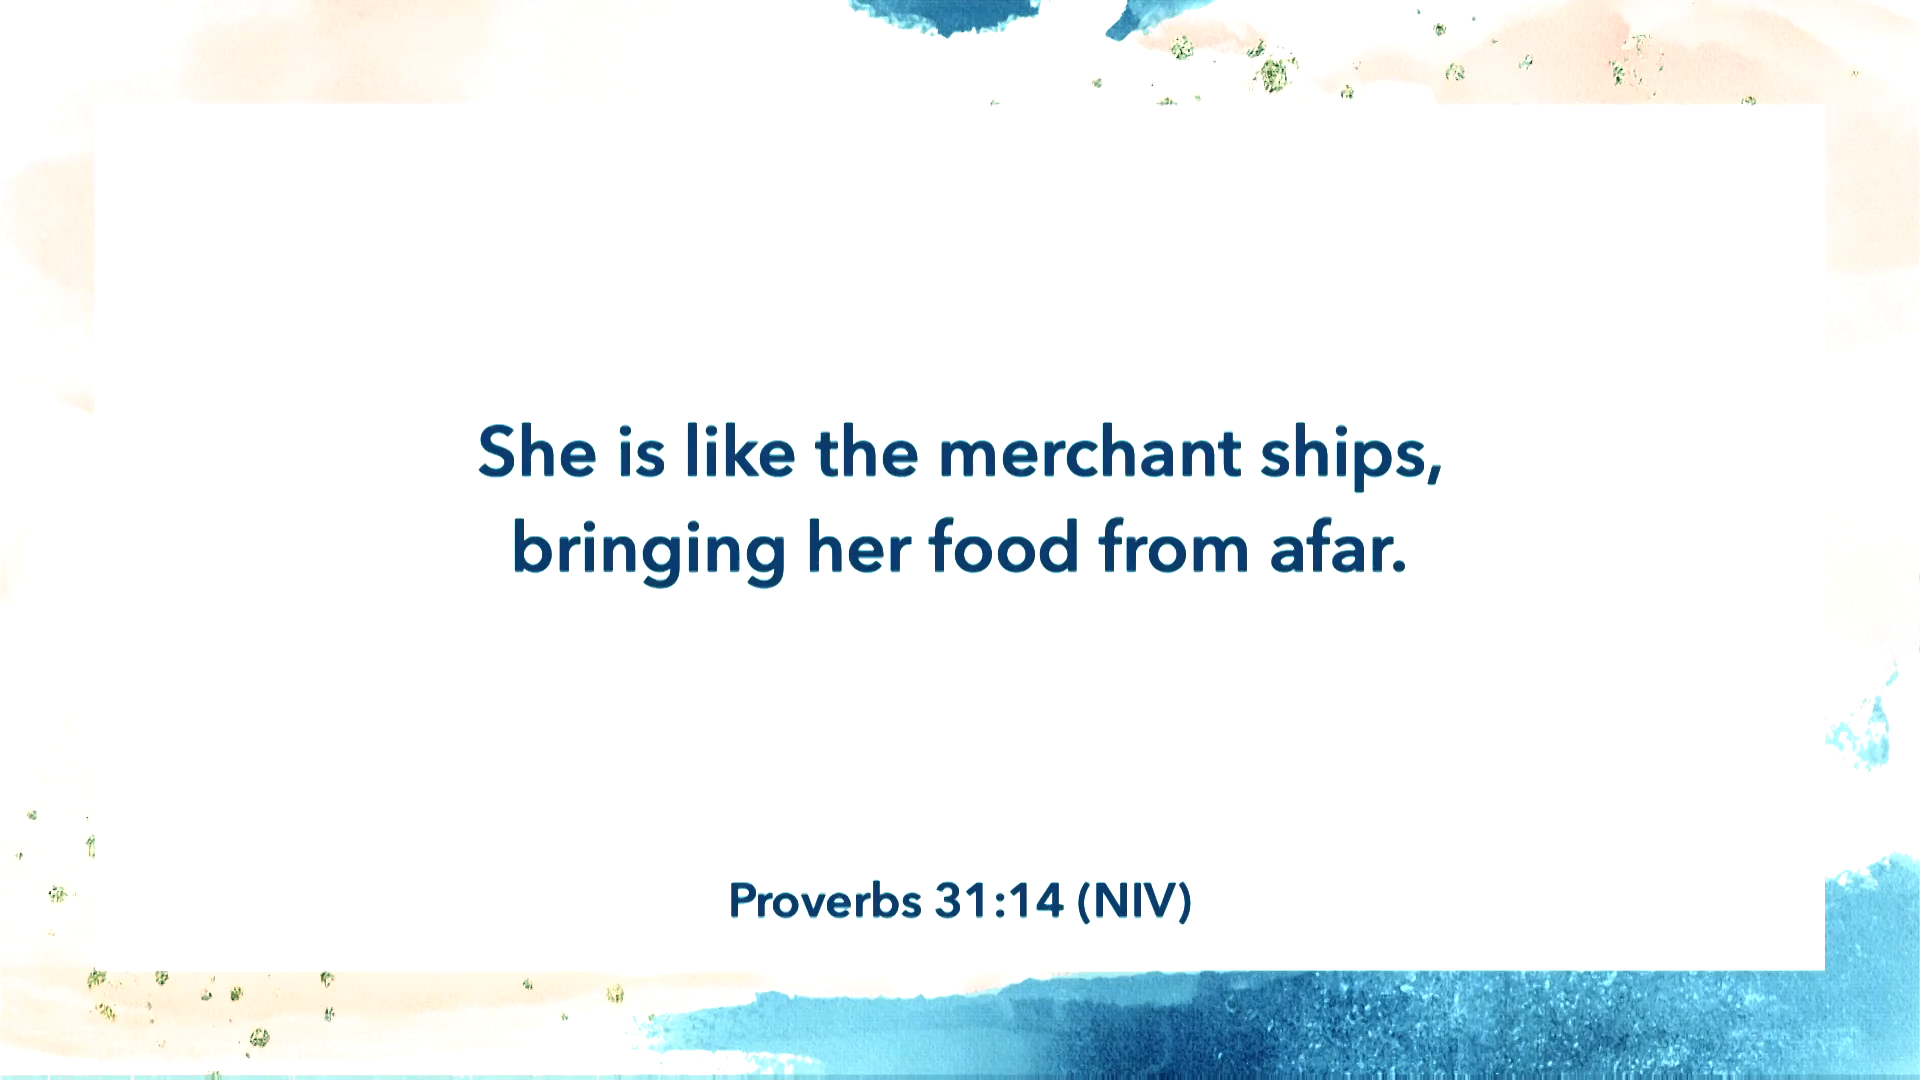 She is like the merchant ships,
bringing her food from afar.
Proverbs 31:14 (NIV)